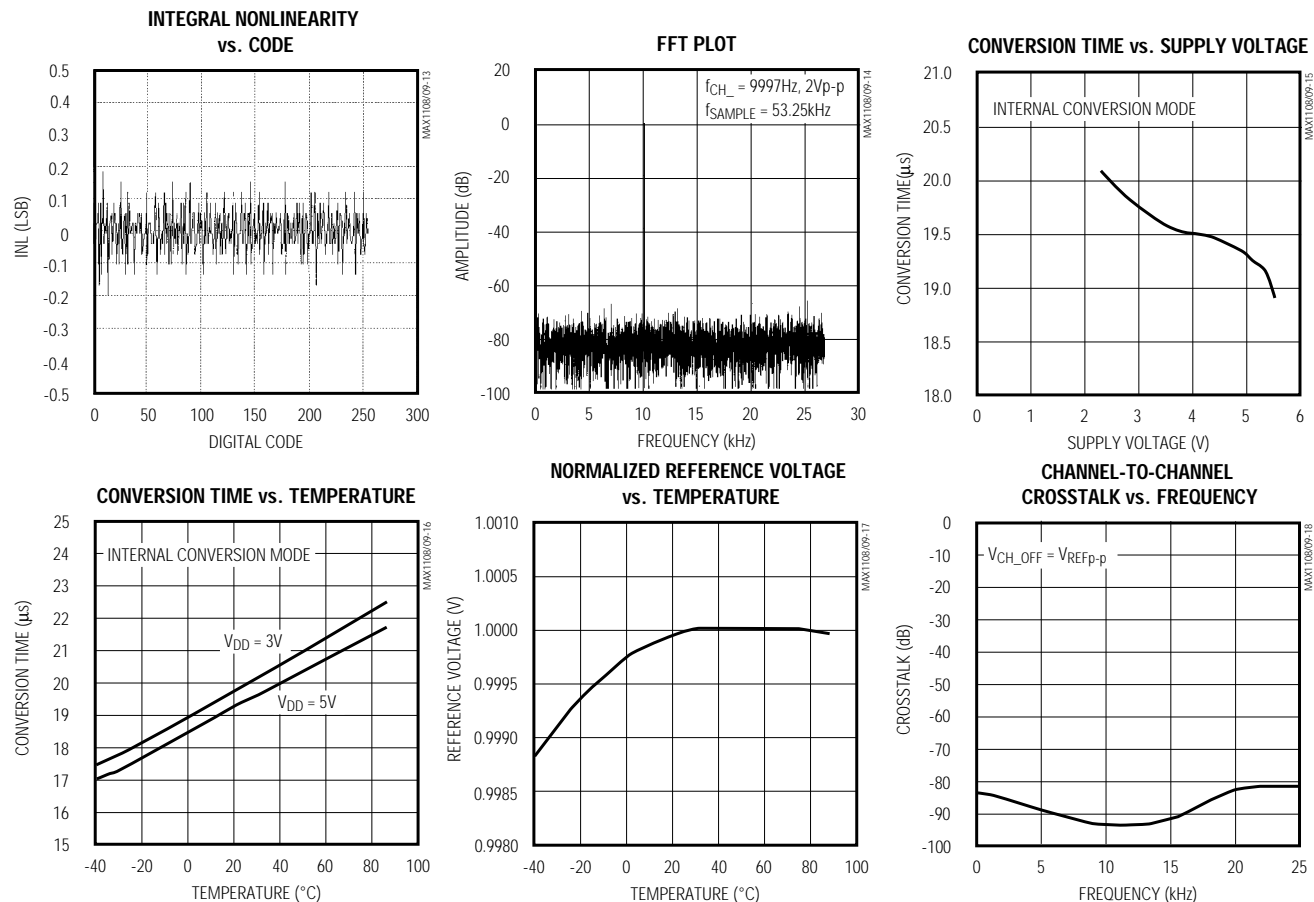 INTEGRAL NONLINEARITY
vs. CODE
0.5
0.4
0.3
0.2
0.1
0
-0.1
-0.2
-0.3
-0.4
-0.5
INL (LSB)
0 50 100 150 200 250 300
DIGITAL CODE
MAX1108/09-13
FFT PLOT
fCH_ = 9997Hz, 2Vp-p
fSAMPLE = 53.25kHz
20
0
-20
-40
-60
-80
-100
AMPLITUDE (dB)
0 5 10 15 20 25 30
FREQUENCY (kHz)
MAX1108/09-14
CONVERSION TIME vs. SUPPLY VOLTAGE
INTERNAL CONVERSION MODE
21.0
20.5
20.0
19.5
19.0
18.5
18.0
CONVERSION TIME(µs)
0 1 2 3 4 5 6
SUPPLY VOLTAGE (V)
MAX1108/09-15
CONVERSION TIME vs. TEMPERATURE
INTERNAL CONVERSION MODE
VDD = 3V
VDD = 5V
25
24
23
22
21
20
19
18
17
16
15
CONVERSION TIME (µs)
-40 -20 0 20 40 60 80 100
TEMPERATURE (°C)
MAX1108/09-16
NORMALIZED REFERENCE VOLTAGE
vs. TEMPERATURE
1.0010
1.0005
1.0000
0.9995
0.9990
0.9985
0.9980
REFERENCE VOLTAGE (V)
-40 -20 0 20 40 60 80 100
TEMPERATURE (°C)
MAX1108/09-17
CHANNEL-TO-CHANNEL
CROSSTALK vs. FREQUENCY
VCH_OFF = VREFp-p
0
-10
-20
-30
-40
-50
-60
-70
-80
-90
-100
CROSSTALK (dB)
0 5 10 15 20 25
FREQUENCY (kHz)
MAX1108/09-18